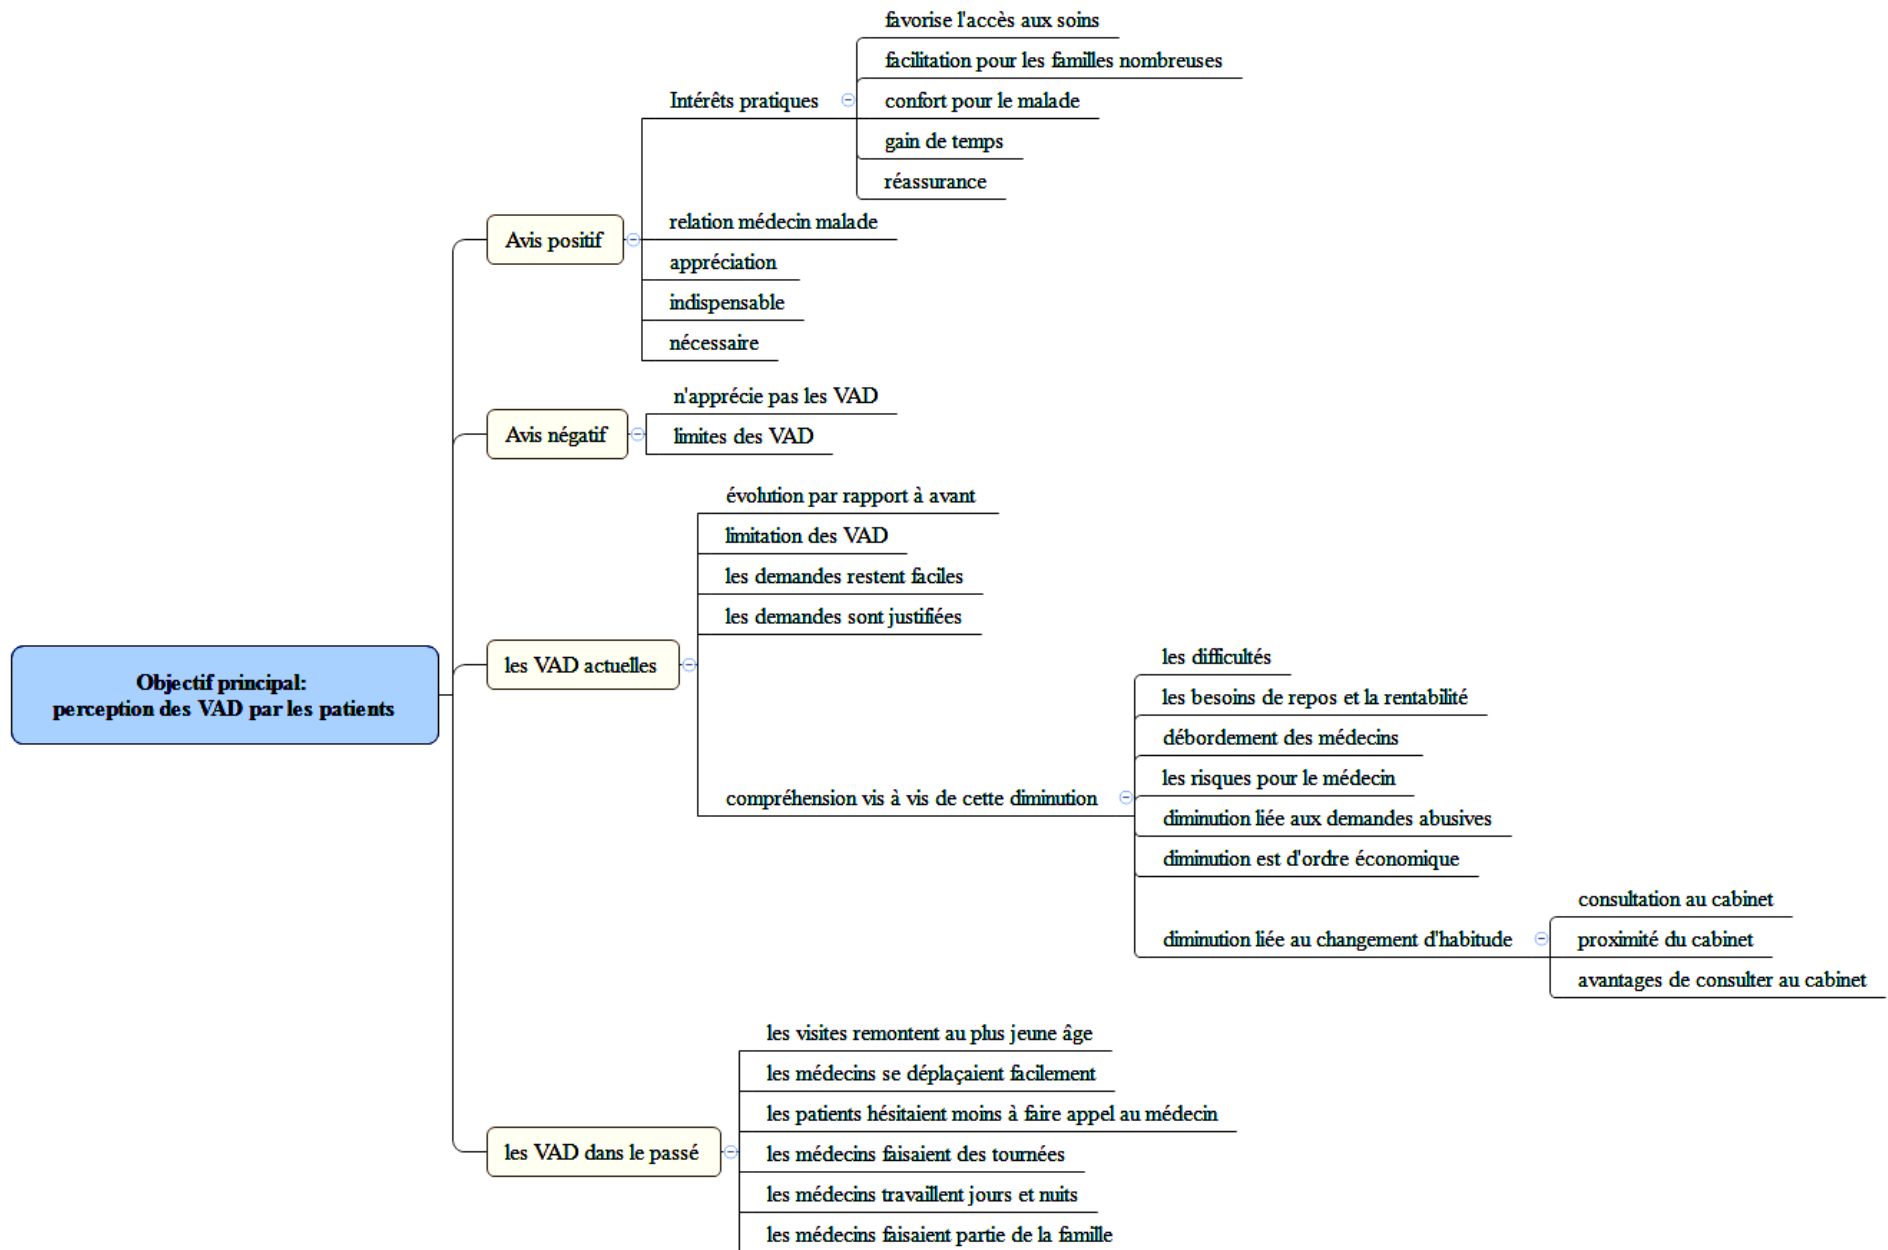 favorise l'accès aux soins
facilitation pour les familles nombreuses
Intérêts pratiques
confort pour le malade
gain de temps
réassurance
relation médecin malade
Avis positif
appréciation
indispensable
nécessaire
n'apprécie pas les VAD
Avis négatif
limites des VAD
évolution par rapport à avant
limitation des VAD
les demandes restent faciles
les demandes sont justifiées
les VAD actuelles
les difficultés
Objectif principal:
perception des VAD par les patients
les besoins de repos et la rentabilité
débordement des médecins
les risques pour le médecin
compréhension vis à vis de cette diminution
diminution liée aux demandes abusives
diminution est d'ordre économique
consultation au cabinet
diminution liée au changement d'habitude
proximité du cabinet
avantages de consulter au cabinet
les visites remontent au plus jeune âge
les médecins se déplaçaient facilement
les patients hésitaient moins à faire appel au médecin
les VAD dans le passé
les médecins faisaient des tournées
les médecins travaillent jours et nuits
les médecins faisaient partie de la famille